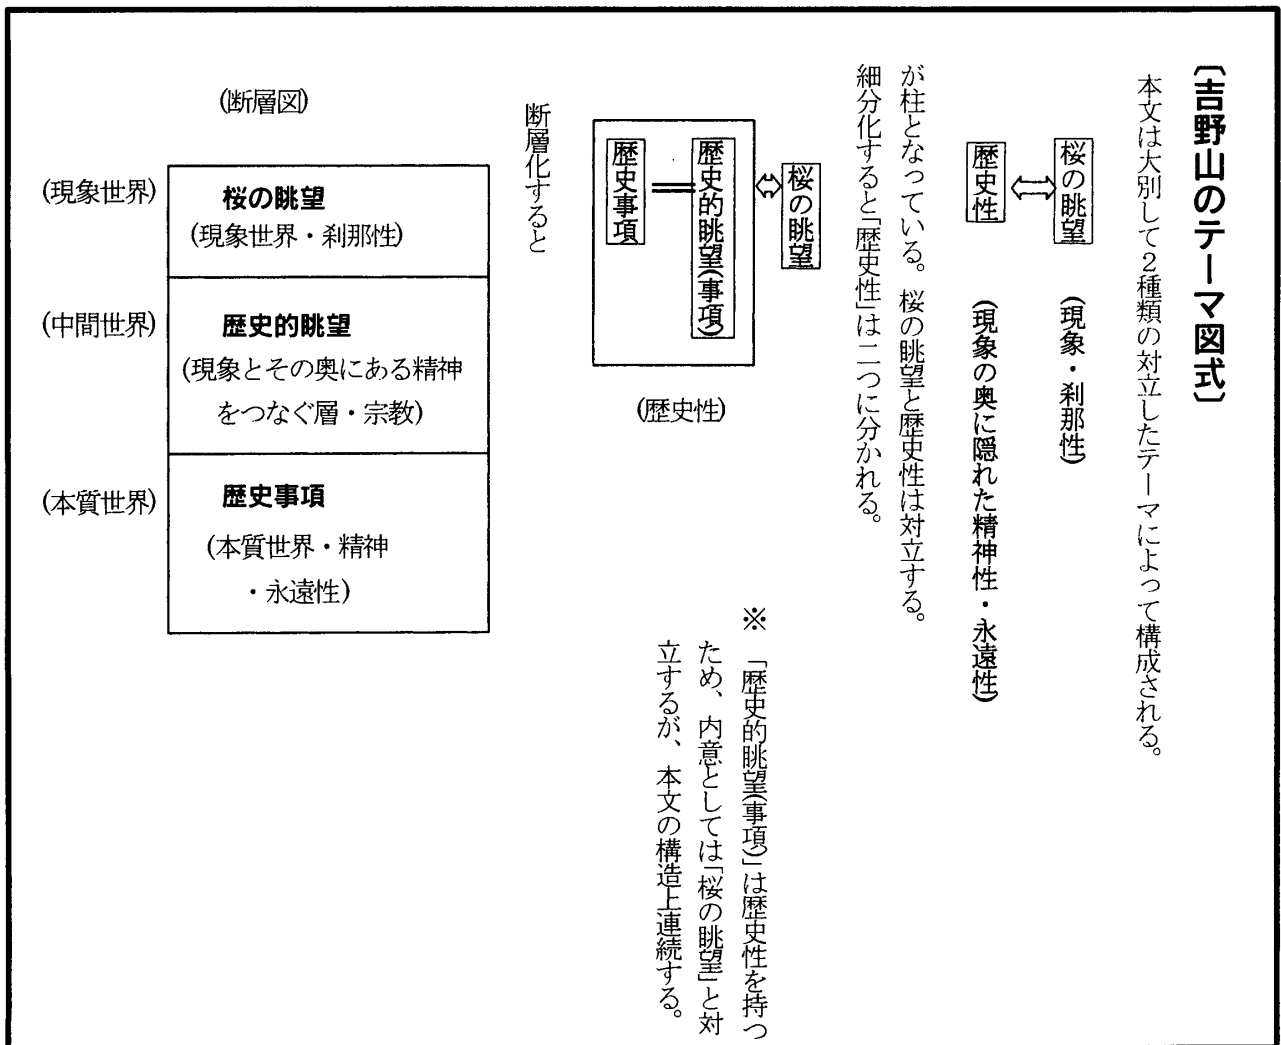 〔吉野山のテーマ図式〕
本文は大別して2種類の対立したテーマによって構成される。
桜の眺望 (現象・刹那性)
歴史性 (現象の奥に隠れた精神性・永遠性)
が柱となっている。桜の眺望と歴史性は対立する。
細分化すると「歴史性」は二つに分かれる。
桜の眺望
歴史的眺望(事項)
歴史事項
(歴史性)
※ 「歴史的眺望(事項)」は歴史性を持つ
ため、内意としては「桜の眺望」と対
立するが、本文の構造上連続する。
断層化すると
(断層図)
(現象世界)
桜の眺望
(現象世界・刹那性)
(中間世界)
歴史的眺望
(現象とその奥にある精神
をつなぐ層・宗教)
(本質世界)
歴史事項
(本質世界・精神
・永遠性)